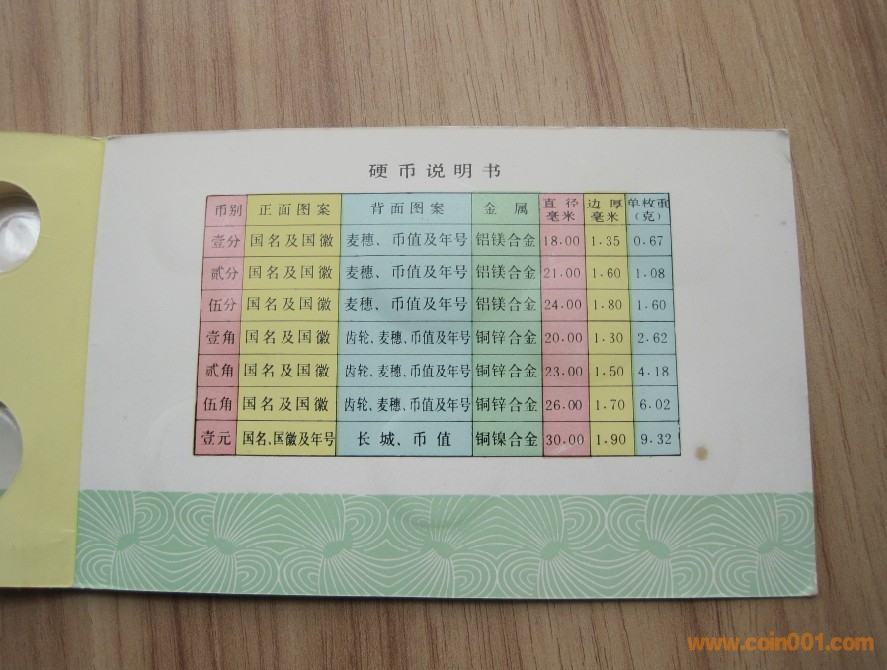 硬币说明书
币别 正面图案 背面图案 金属 直径毫米 边厚毫米 单枚重(克)
壹分 国名及国徽 麦穗、币值及年号 铝镁合金 18.00 1.35 0.67
贰分 国名及国徽 麦穗、币值及年号 铝镁合金 21.00 1.60 1.08
伍分 国名及国徽 麦穗、币值及年号 铝镁合金 24.00 1.80 1.60
壹角 国名及国徽 齿轮、麦穗、币值及年号 铜锌合金 20.00 1.30 2.62
贰角 国名及国徽 齿轮、麦穗、币值及年号 铜锌合金 23.00 1.50 4.18
伍角 国名及国徽 齿轮、麦穗、币值及年号 铜锌合金 26.00 1.70 6.02
壹元 国名、国徽及年号 长城、币值 铜镍合金 30.00 1.90 9.32
www.coin001.com